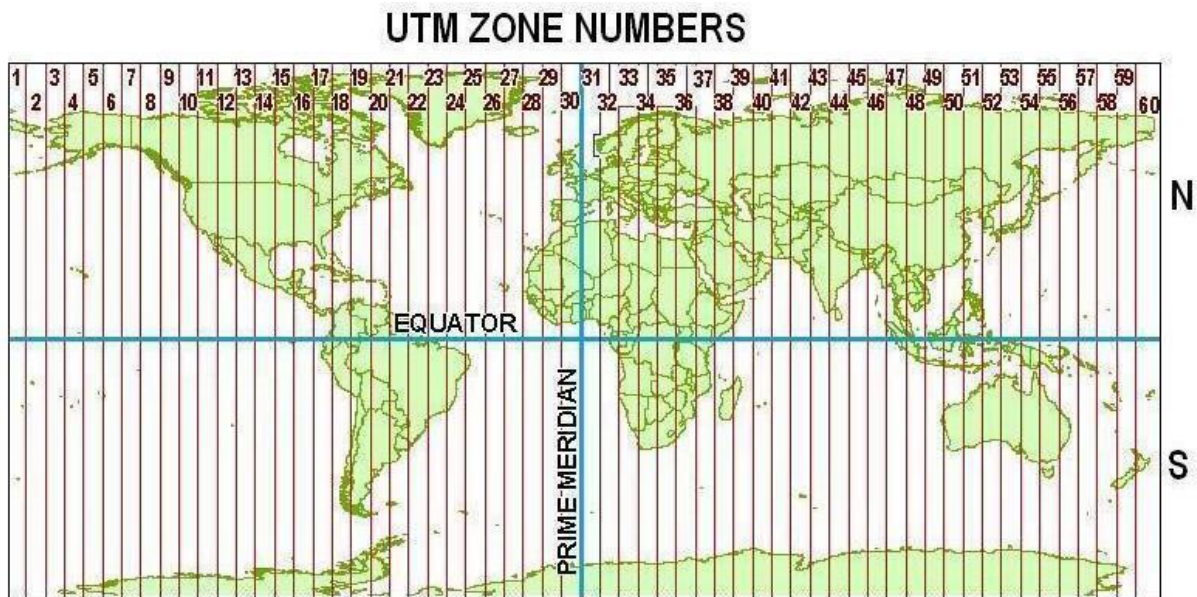 UTM ZONE NUMBERS
1 3 5 7 9 11 13 15 17 19 21 23 25 27 29 31 33 35 37 39 41 43 45 47 49 51 53 55 57 59
2 4 6 8 10 12 14 16 18 20 22 24 26 28 30 32 34 36 38 40 42 44 46 48 50 52 54 56 58 60
N
EQUATOR
PRIME MERIDIAN
S